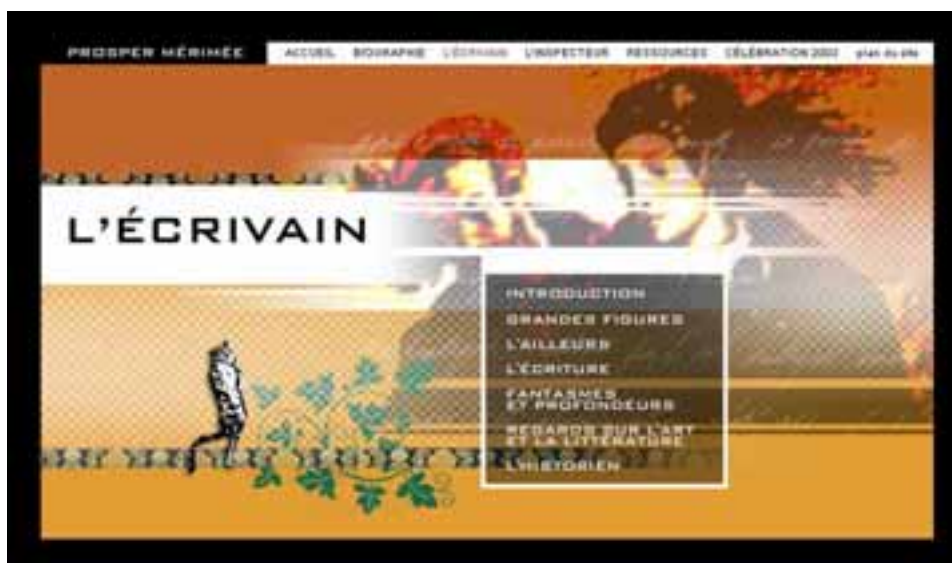 PROSPER MÉRIMÉE
ACCUEIL BIOGRAPHIE L'ÉCRIVAIN L'INSPECTEUR RESSOURCES CÉLÉBRATION 2003 plan du site
L'ÉCRIVAIN
INTRODUCTION
GRANDES FIGURES
L'AILLEURS
L'ÉCRITURE
FANTASMES
ET PROFONDEURS
REGARDS SUR L'ART
ET LA LITTÉRATURE
L'HISTORIEN